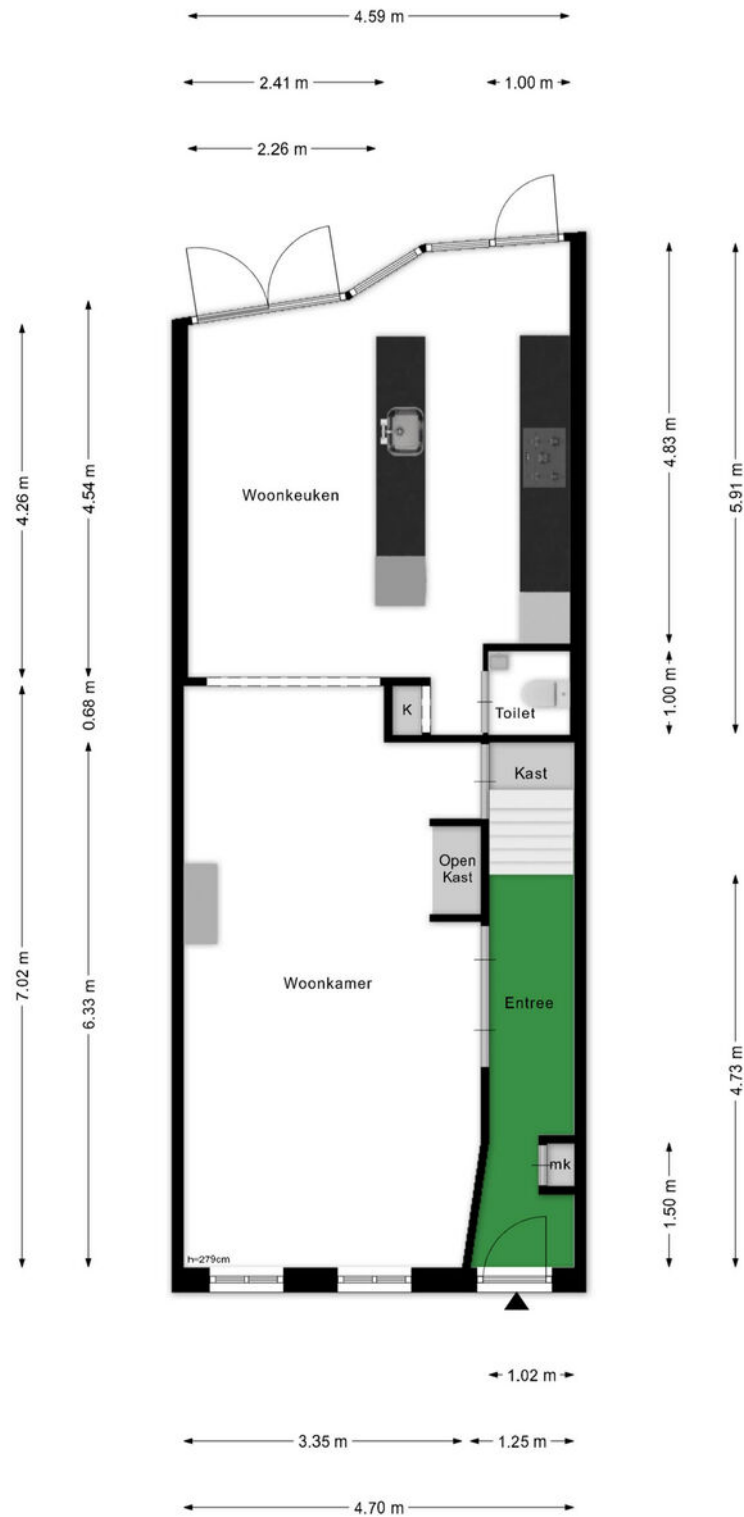 4.59 m
2.41 m
1.00 m
2.26 m
4.26 m
4.54 m
4.83 m
5.91 m
Woonkeuken
0.68 m
1.00 m
K
Toilet
Kast
Open
Kast
7.02 m
6.33 m
Woonkamer
Entree
4.73 m
mk
1.50 m
h=279cm
1.02 m
3.35 m
1.25 m
4.70 m